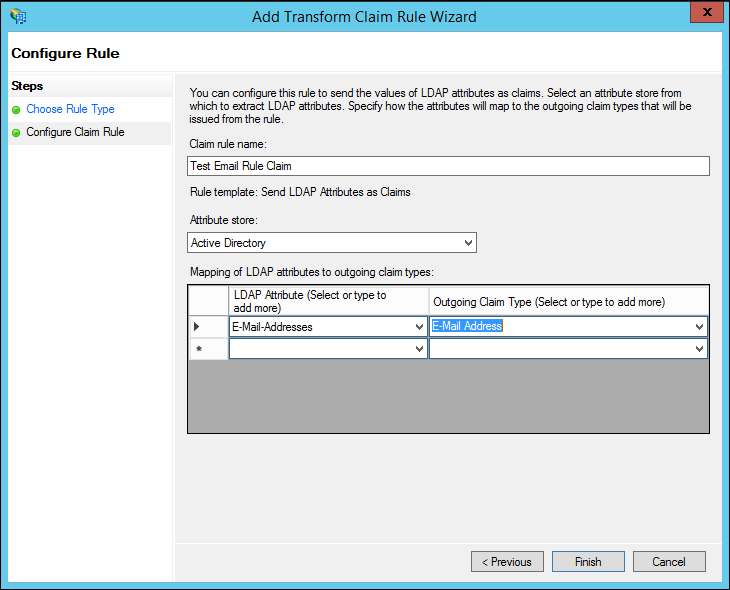 Add Transform Claim Rule Wizard
X
Configure Rule
Steps
Choose Rule Type
Configure Claim Rule
You can configure this rule to send the values of LDAP attributes as claims. Select an attribute store from
which to extract LDAP attributes. Specify how the attributes will map to the outgoing claim types that will be
issued from the rule.
Claim rule name:
Test Email Rule Claim
Rule template: Send LDAP Attributes as Claims
Attribute store:
Active Directory
Mapping of LDAP attributes to outgoing claim types:
LDAP Attribute (Select or type to
add more)
Outgoing Claim Type (Select or type to add more)
E-Mail-Addresses
E-Mail Address
*
< Previous
Finish
Cancel